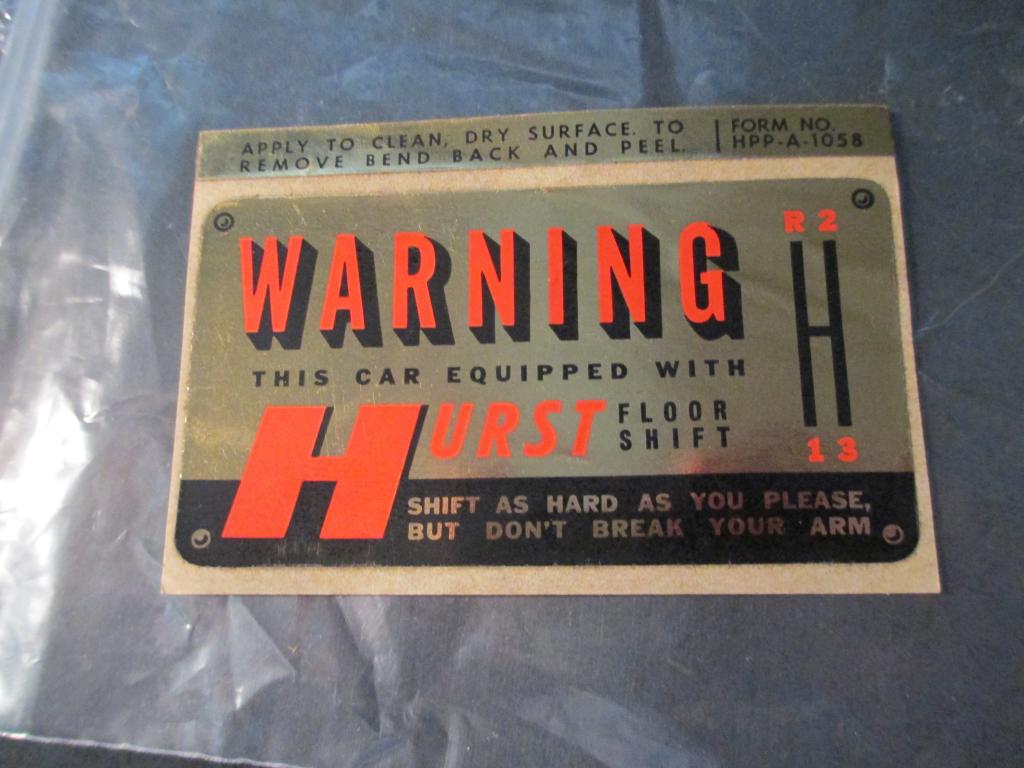 APPLY TO CLEAN, DRY SURFACE. TO
REMOVE BEND BACK AND PEEL.
FORM NO.
HPP-A-1058
WARNING
R 2
1 3
THIS CAR EQUIPPED WITH
HURST FLOOR
SHIFT
SHIFT AS HARD AS YOU PLEASE,
BUT DON'T BREAK YOUR ARM